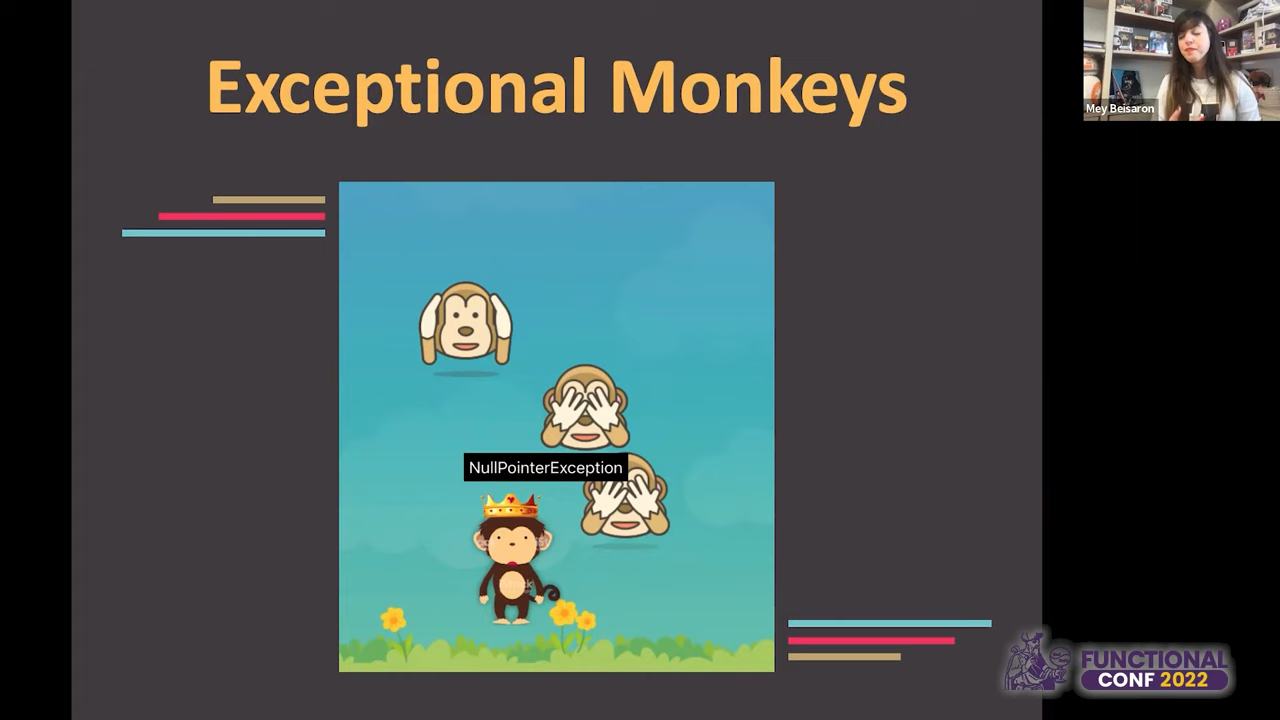 Exceptional Monkeys
Mey Beisaron
NullPointerException
FUNCTIONAL
CONF 2022